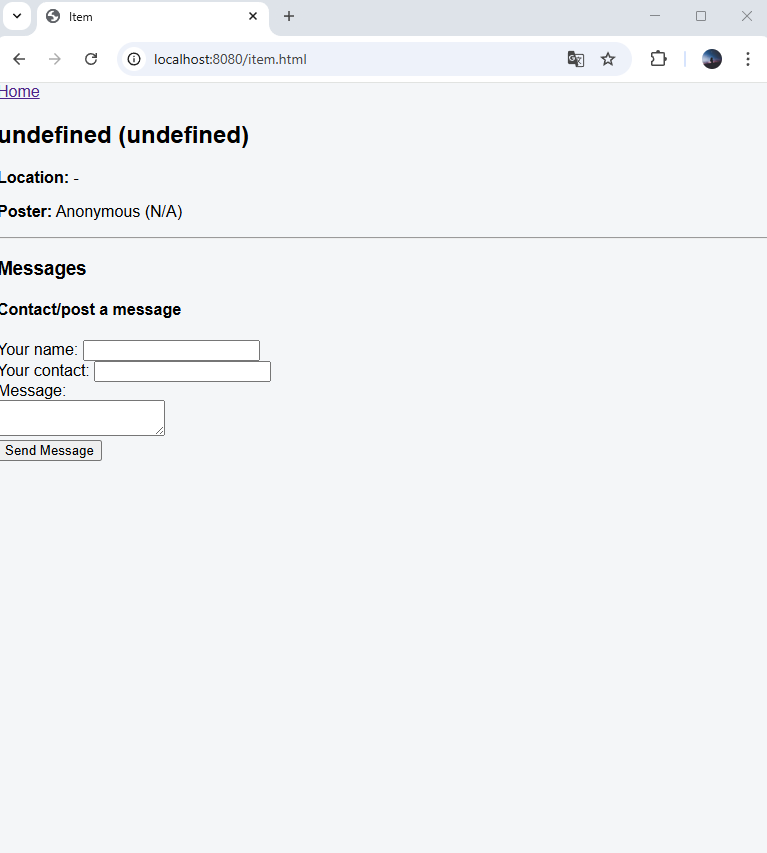 Item
localhost:8080/item.html
Home
undefined (undefined)
Location: -
Poster: Anonymous (N/A)
Messages
Contact/post a message
Your name:
Your contact:
Message:
Send Message